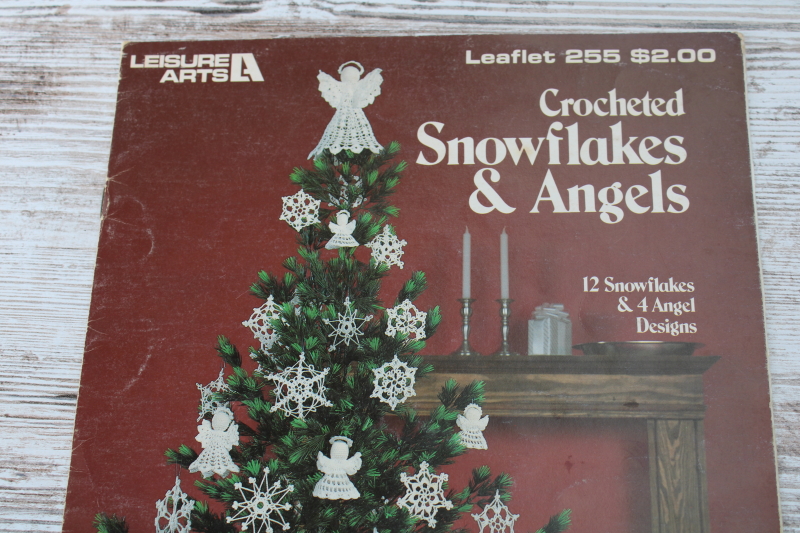 LEISURE ARTS
Leaflet 255 $2.00
Crocheted
Snowflakes
& Angels
12 Snowflakes
& 4 Angel
Designs